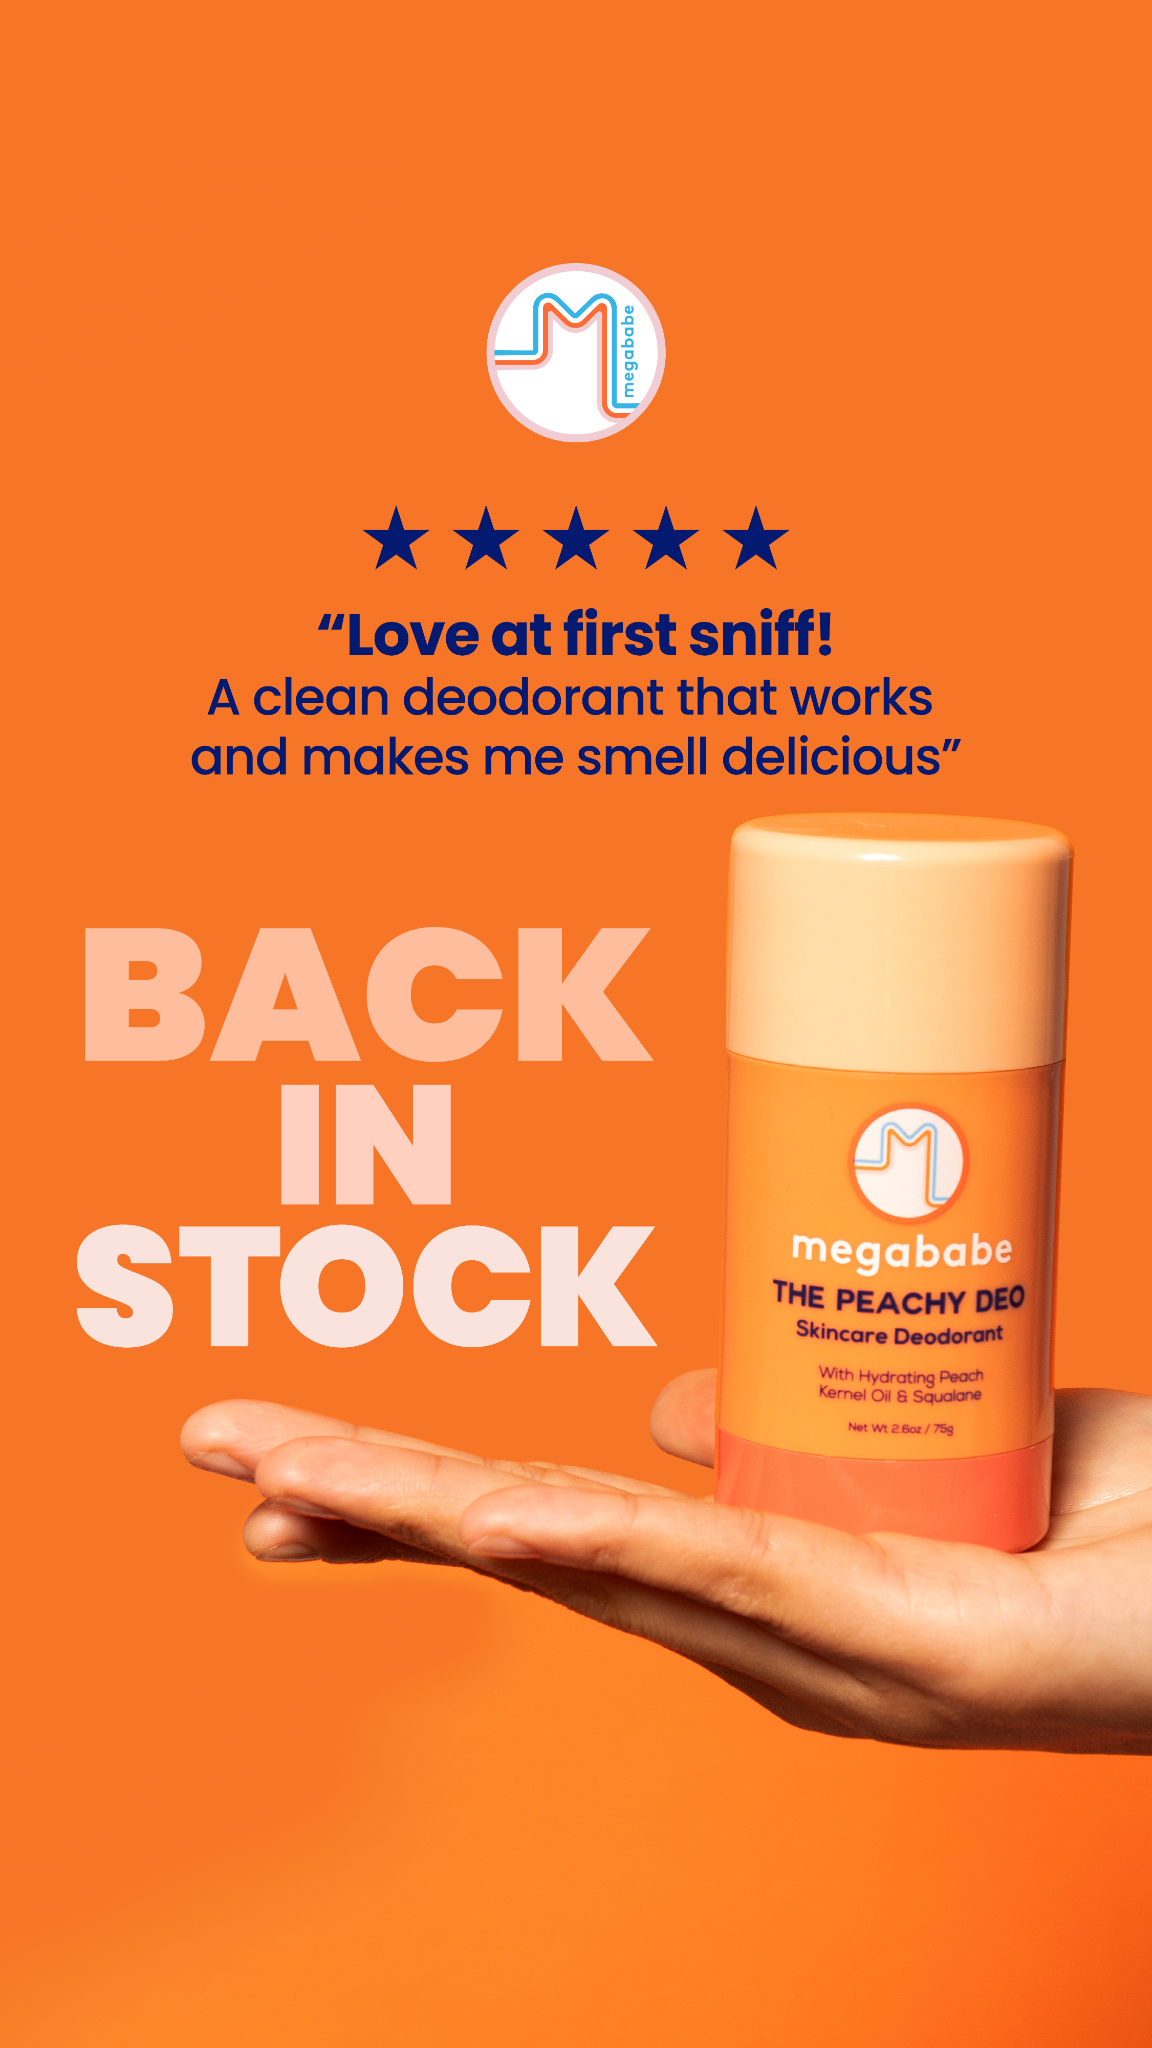 megababe
“Love at first sniff!
A clean deodorant that works
and makes me smell delicious”
BACK
IN
STOCK
megababe
THE PEACHY DEO
Skincare Deodorant
With Hydrating Peach
Kernel Oil & Squalane
Net Wt 2.6oz / 75g